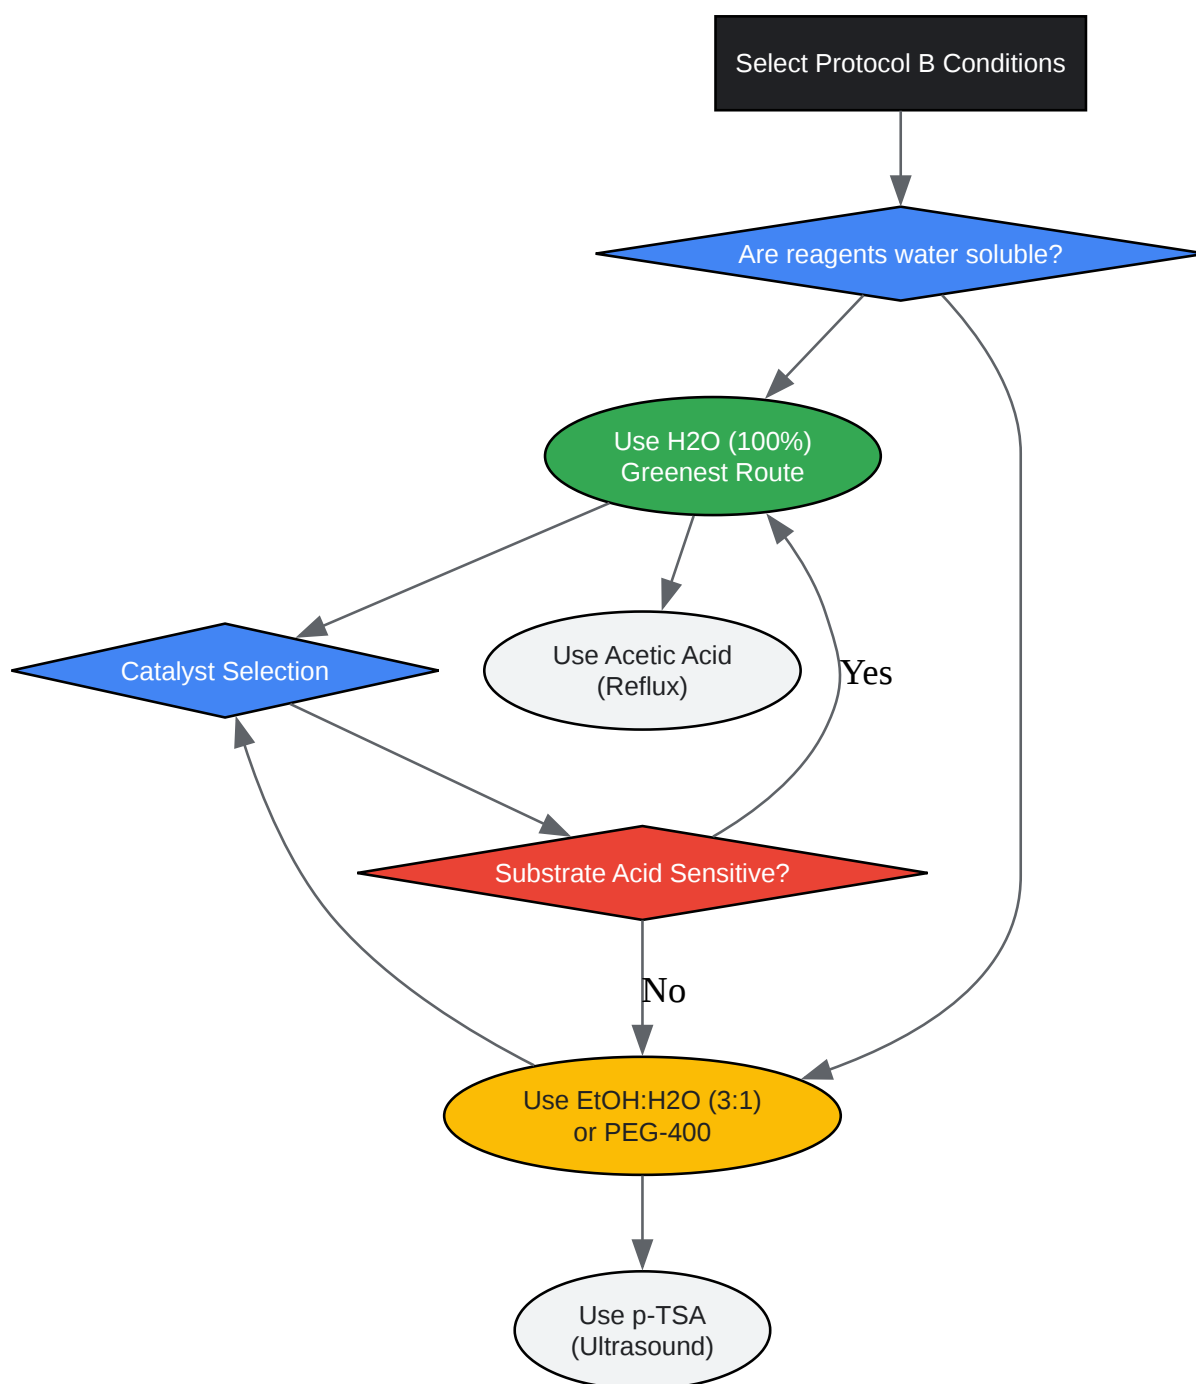 Select Protocol B Conditions
Are reagents water soluble?
Use H2O (100%)
Greenest Route
Catalyst Selection
Use Acetic Acid
(Reflux)
Yes
Substrate Acid Sensitive?
No
Use EtOH:H2O (3:1)
or PEG-400
Use p-TSA
(Ultrasound)